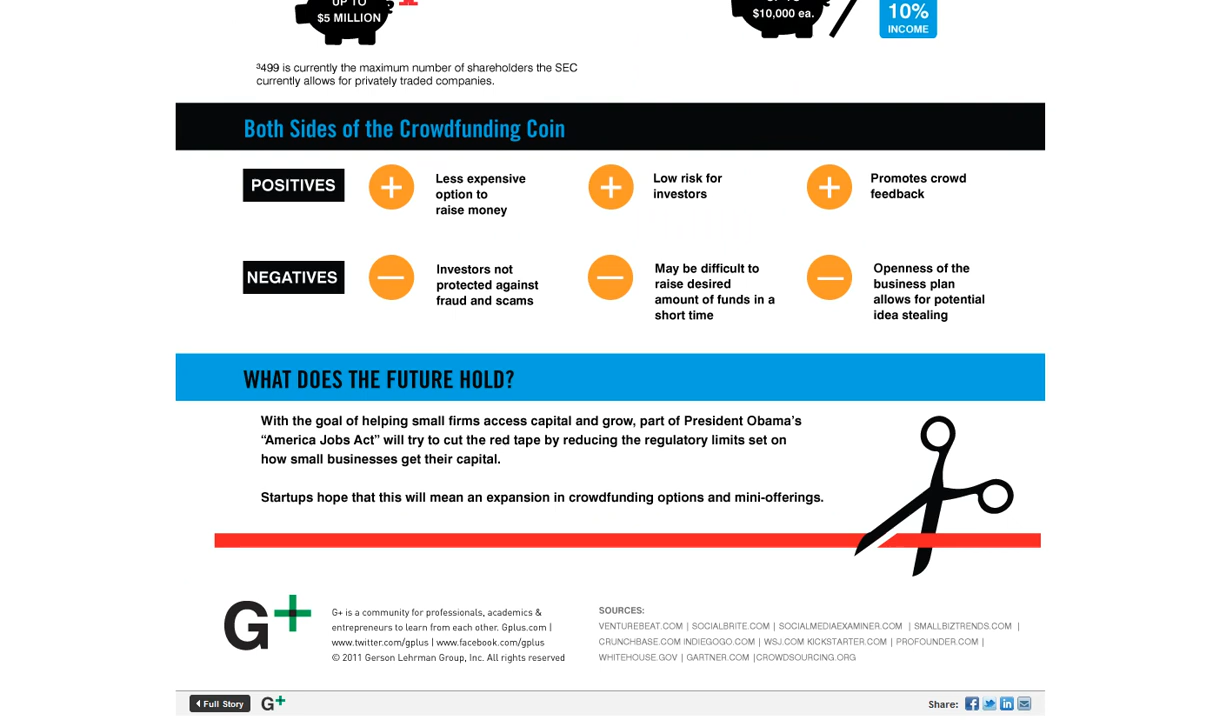 UP TO
$5 MILLION
$10,000 ea.
10%
INCOME
³499 is currently the maximum number of shareholders the SEC
currently allows for privately traded companies.
Both Sides of the Crowdfunding Coin
POSITIVES
Less expensive
option to
raise money
Low risk for
investors
Promotes crowd
feedback
NEGATIVES
Investors not
protected against
fraud and scams
May be difficult to
raise desired
amount of funds in a
short time
Openness of the
business plan
allows for potential
idea stealing
WHAT DOES THE FUTURE HOLD?
With the goal of helping small firms access capital and grow, part of President Obama’s
“America Jobs Act” will try to cut the red tape by reducing the regulatory limits set on
how small businesses get their capital.
Startups hope that this will mean an expansion in crowdfunding options and mini-offerings.
G+
G+ is a community for professionals, academics &
entrepreneurs to learn from each other. Gplus.com |
www.twitter.com/gplus | www.facebook.com/gplus
© 2011 Gerson Lehrman Group, Inc. All rights reserved
SOURCES:
VENTUREBEAT.COM | SOCIALBRITE.COM | SOCIALMEDIAEXAMINER.COM | SMALLBIZTRENDS.COM |
CRUNCHBASE.COM INDIEGOGO.COM | WSJ.COM KICKSTARTER.COM | PROFOUNDER.COM |
WHITEHOUSE.GOV | GARTNER.COM |CROWDSOURCING.ORG
Full Story
G+
Share: